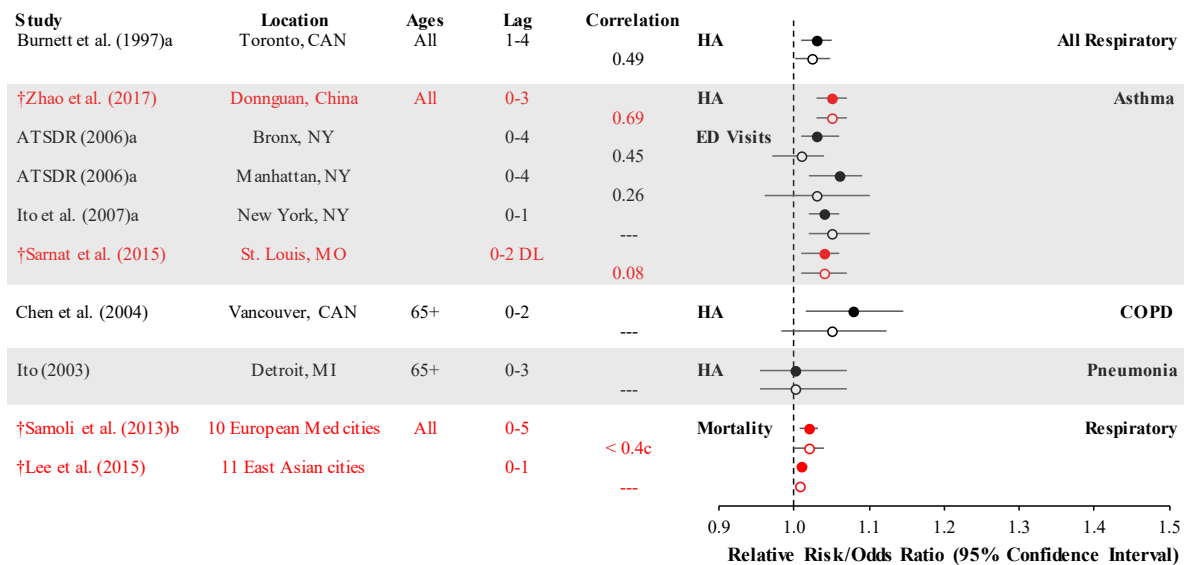 Study Location Ages Lag Correlation
Burnett et al. (1997)a Toronto, CAN All 1-4 HA All Respiratory
0.49
†Zhao et al. (2017) Donnguan, China All 0-3 HA Asthma
0.69
ATSDR (2006)a Bronx, NY 0-4 ED Visits
0.45
ATSDR (2006)a Manhattan, NY 0-4
0.26
Ito et al. (2007)a New York, NY 0-1
---
†Sarnat et al. (2015) St. Louis, MO 0-2 DL
0.08
Chen et al. (2004) Vancouver, CAN 65+ 0-2 HA COPD
---
Ito (2003) Detroit, MI 65+ 0-3 HA Pneumonia
---
†Samoli et al. (2013)b 10 European Med cities All 0-5 Mortality Respiratory
< 0.4c
†Lee et al. (2015) 11 East Asian cities 0-1
---
0.9 1.0 1.1 1.2 1.3 1.4 1.5
Relative Risk/Odds Ratio (95% Confidence Interval)